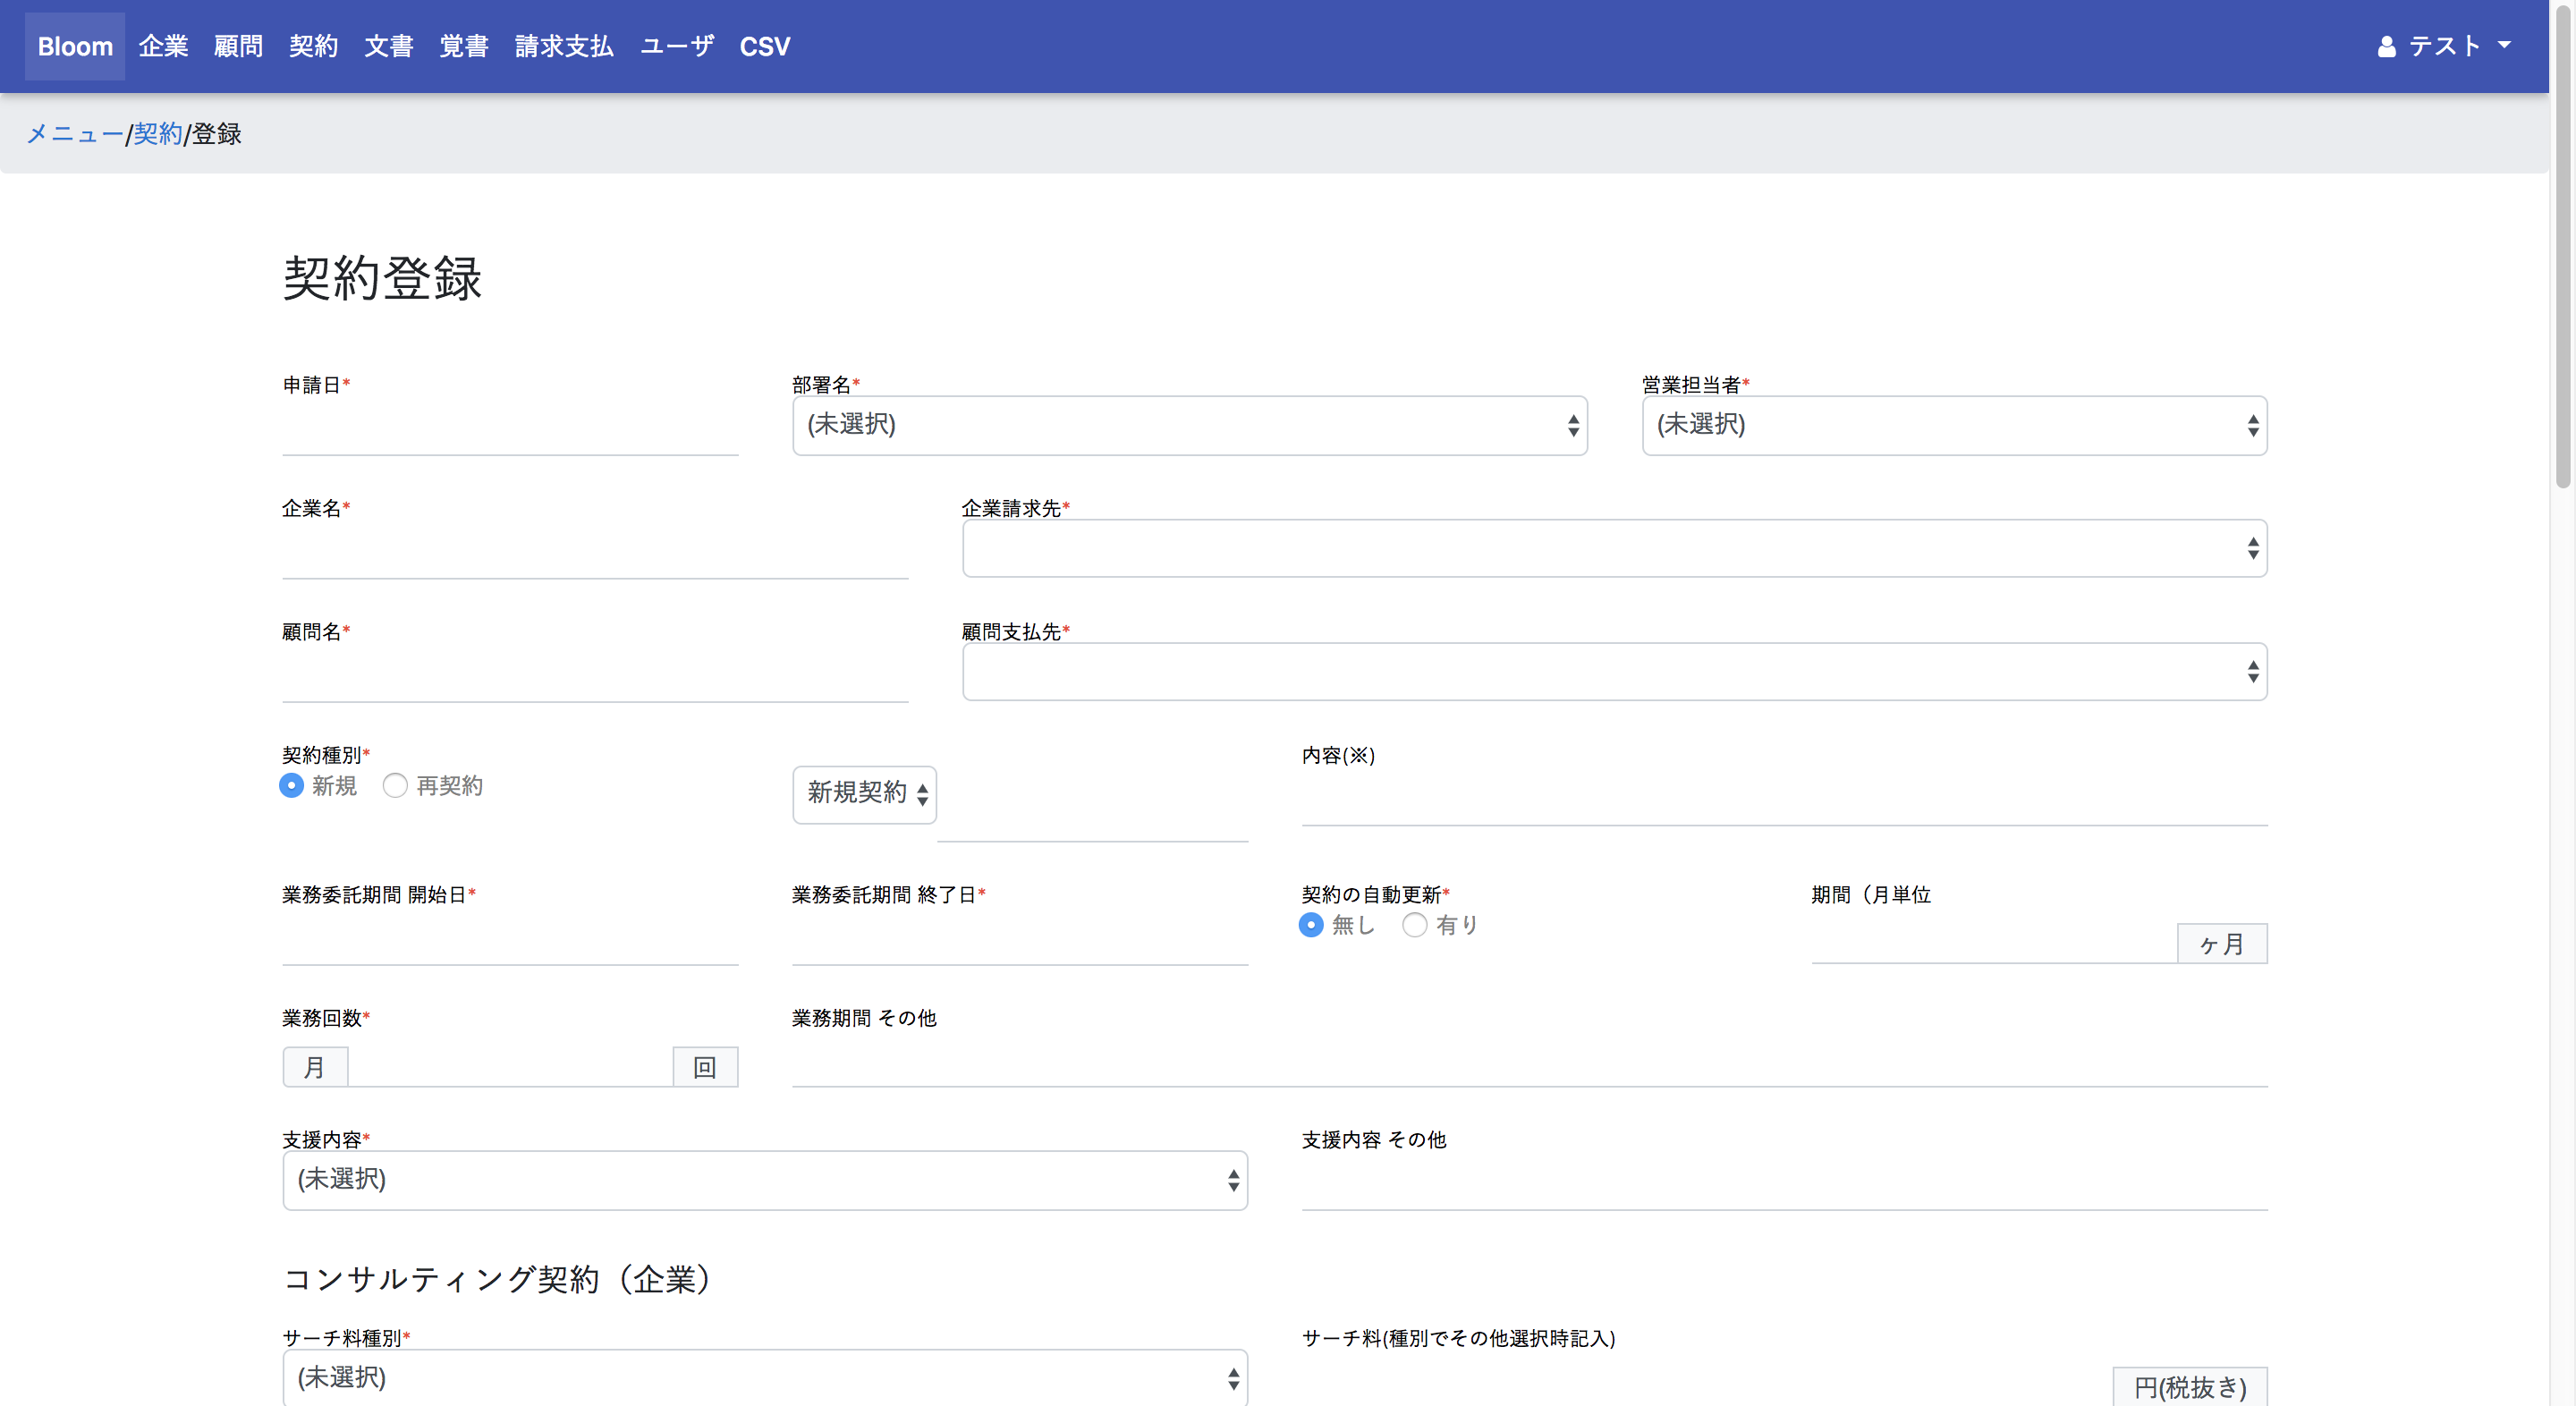 Bloom 企業 顧問 契約 文書 覚書 請求支払 ユーザ CSV テスト
メニュー/契約/登録
契約登録
申請日* 部署名* 営業担当者*
(未選択) (未選択)
企業名* 企業請求先*
顧問名* 顧問支払先*
契約種別* 内容(※)
新規 再契約 新規契約
業務委託期間 開始日* 業務委託期間 終了日* 契約の自動更新* 期間（月単位
無し 有り ヶ月
業務回数* 業務期間 その他
月 回
支援内容* 支援内容 その他
(未選択)
コンサルティング契約（企業）
サーチ料種別* サーチ料(種別でその他選択時記入)
(未選択) 円(税抜き)